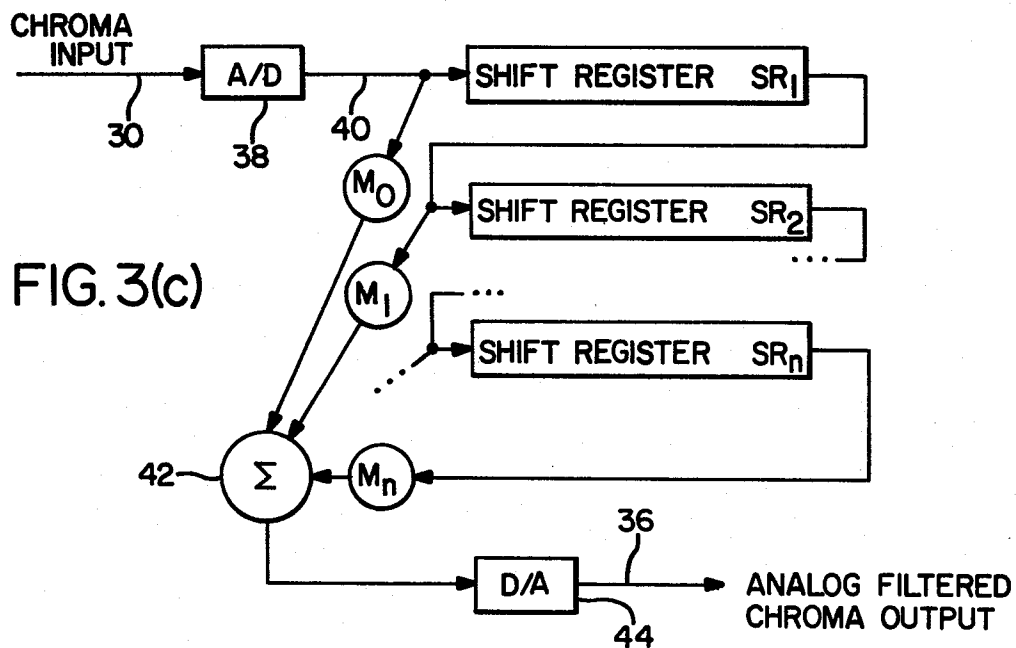 CHROMA
INPUT
A/D
SHIFT REGISTER SR1
30
38
40
M0
SHIFT REGISTER SR2
....
FIG. 3(c)
M1
...
SHIFT REGISTER SRn
.....
42
Σ
Mn
36
D/A
ANALOG FILTERED
CHROMA OUTPUT
44